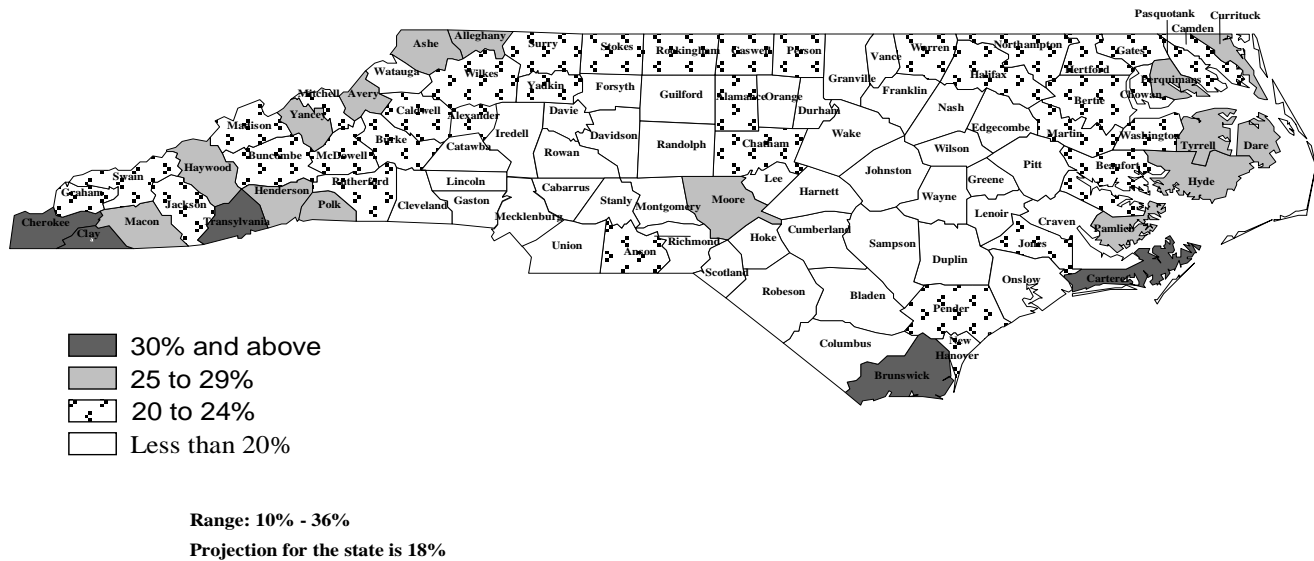 Pasquotank
Currituck
Camden
Ashe
Alleghany
Surry
Stokes
Rockingham
Caswell
Person
Vance
Warren
Northampton
Gates
Hertford
Halifax
Granville
Watauga
Wilkes
Yadkin
Forsyth
Guilford
Alamance
Orange
Durham
Franklin
Nash
Bertie
Chowan
Perquimans
Mitchell
Avery
Yancey
Caldwell
Alexander
Davie
Iredell
Davidson
Randolph
Chatham
Wake
Edgecombe
Martin
Washington
Tyrrell
Dare
Madison
Buncombe
McDowell
Burke
Catawba
Rowan
Wilson
Pitt
Beaufort
Hyde
Haywood
Swain
Graham
Jackson
Henderson
Rutherford
Polk
Cleveland
Lincoln
Gaston
Cabarrus
Stanly
Montgomery
Moore
Lee
Harnett
Johnston
Wayne
Greene
Lenoir
Craven
Pamlico
Cherokee
Clay
Macon
Transylvania
Mecklenburg
Union
Anson
Richmond
Hoke
Cumberland
Sampson
Duplin
Jones
Onslow
Carteret
Scotland
Robeson
Bladen
Pender
Columbus
New
Hanover
Brunswick
30% and above
25 to 29%
20 to 24%
Less than 20%
Range: 10% - 36%
Projection for the state is 18%